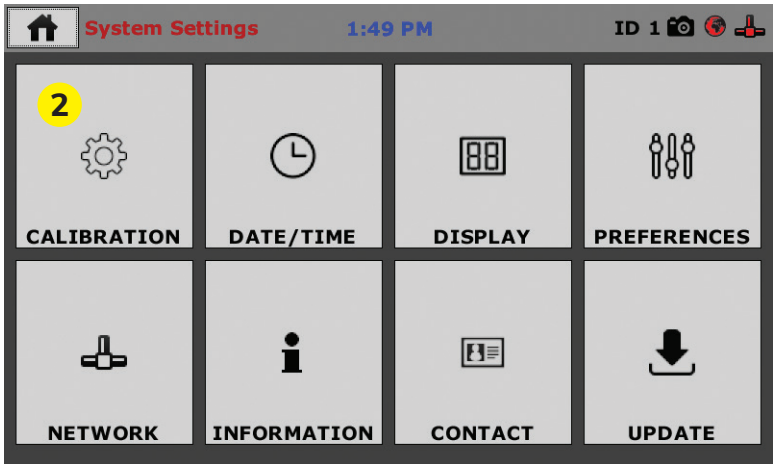 System Settings 1:49 PM ID 1
2
CALIBRATION DATE/TIME DISPLAY PREFERENCES
NETWORK INFORMATION CONTACT UPDATE